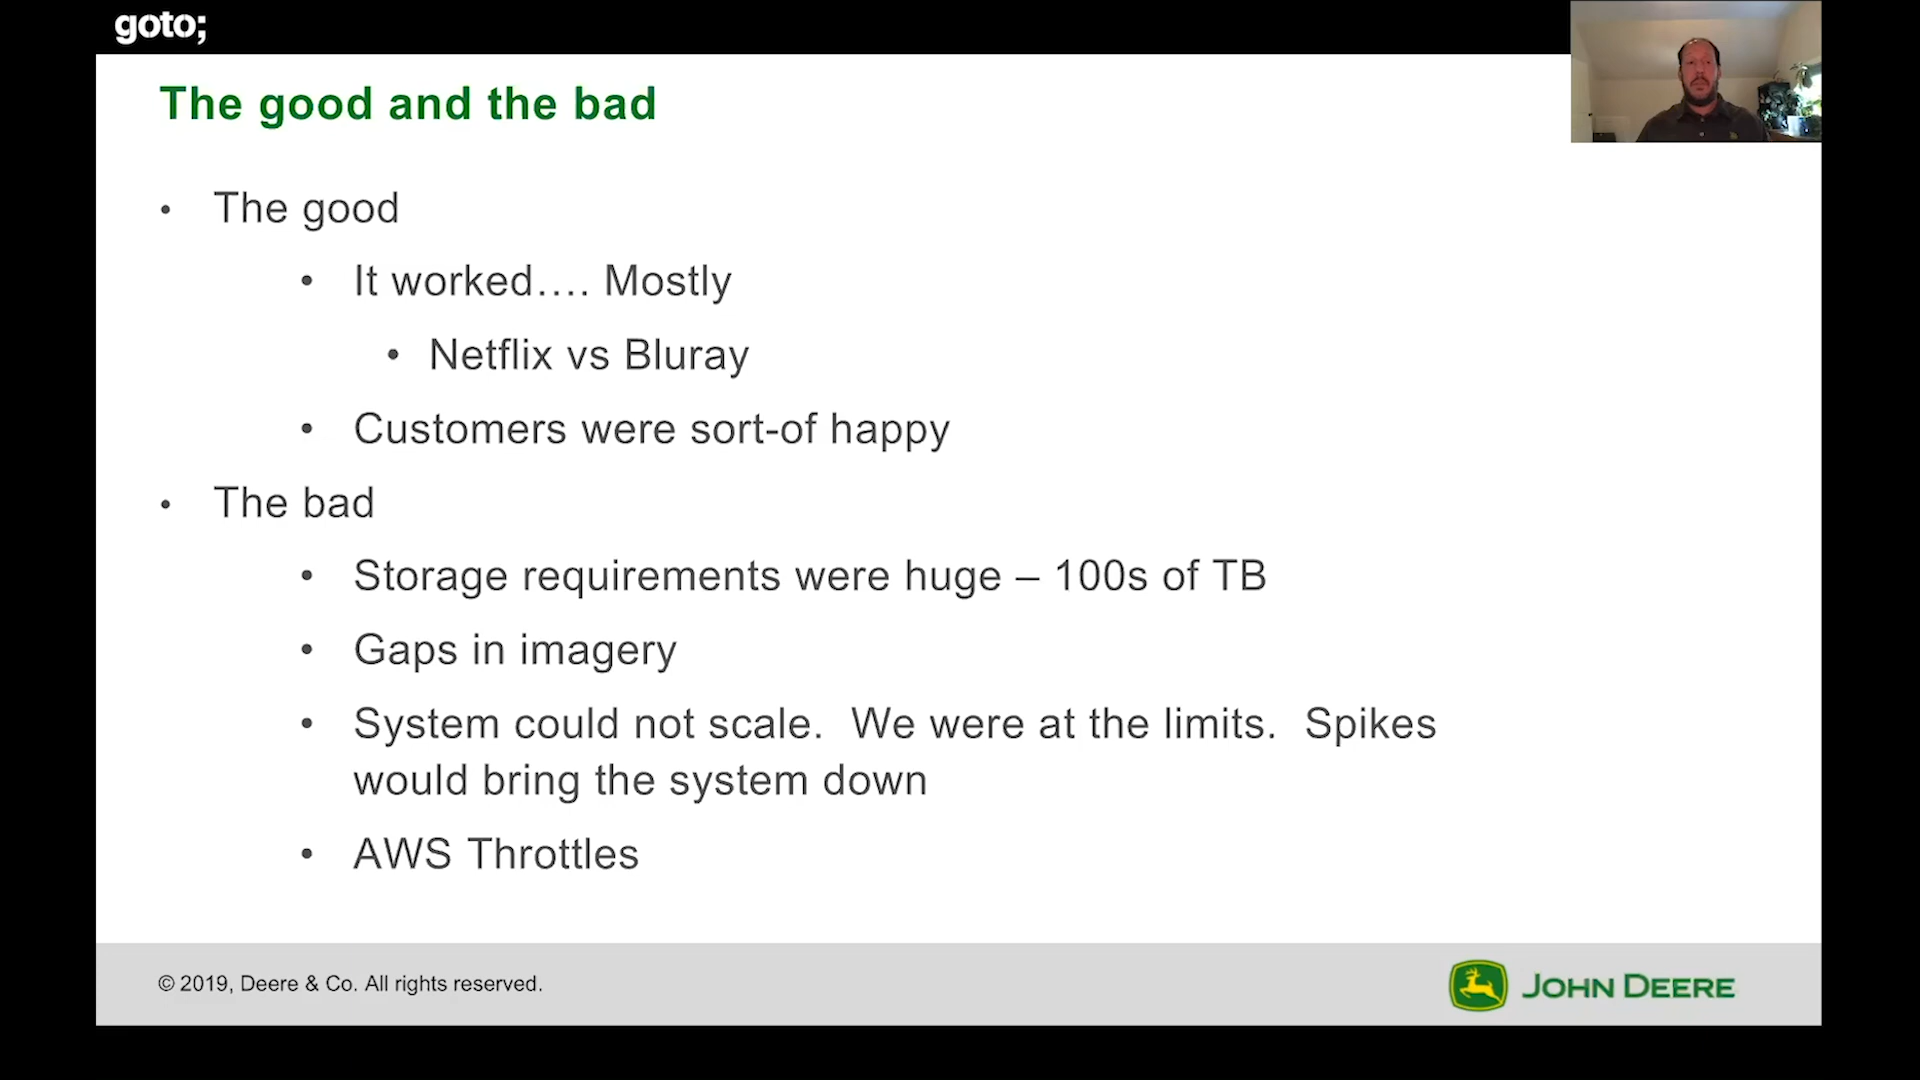 goto;
The good and the bad
• The good
• It worked…. Mostly
• Netflix vs Bluray
• Customers were sort-of happy
• The bad
• Storage requirements were huge – 100s of TB
• Gaps in imagery
• System could not scale.  We were at the limits.  Spikes
would bring the system down
• AWS Throttles
© 2019, Deere & Co. All rights reserved.
JOHN DEERE